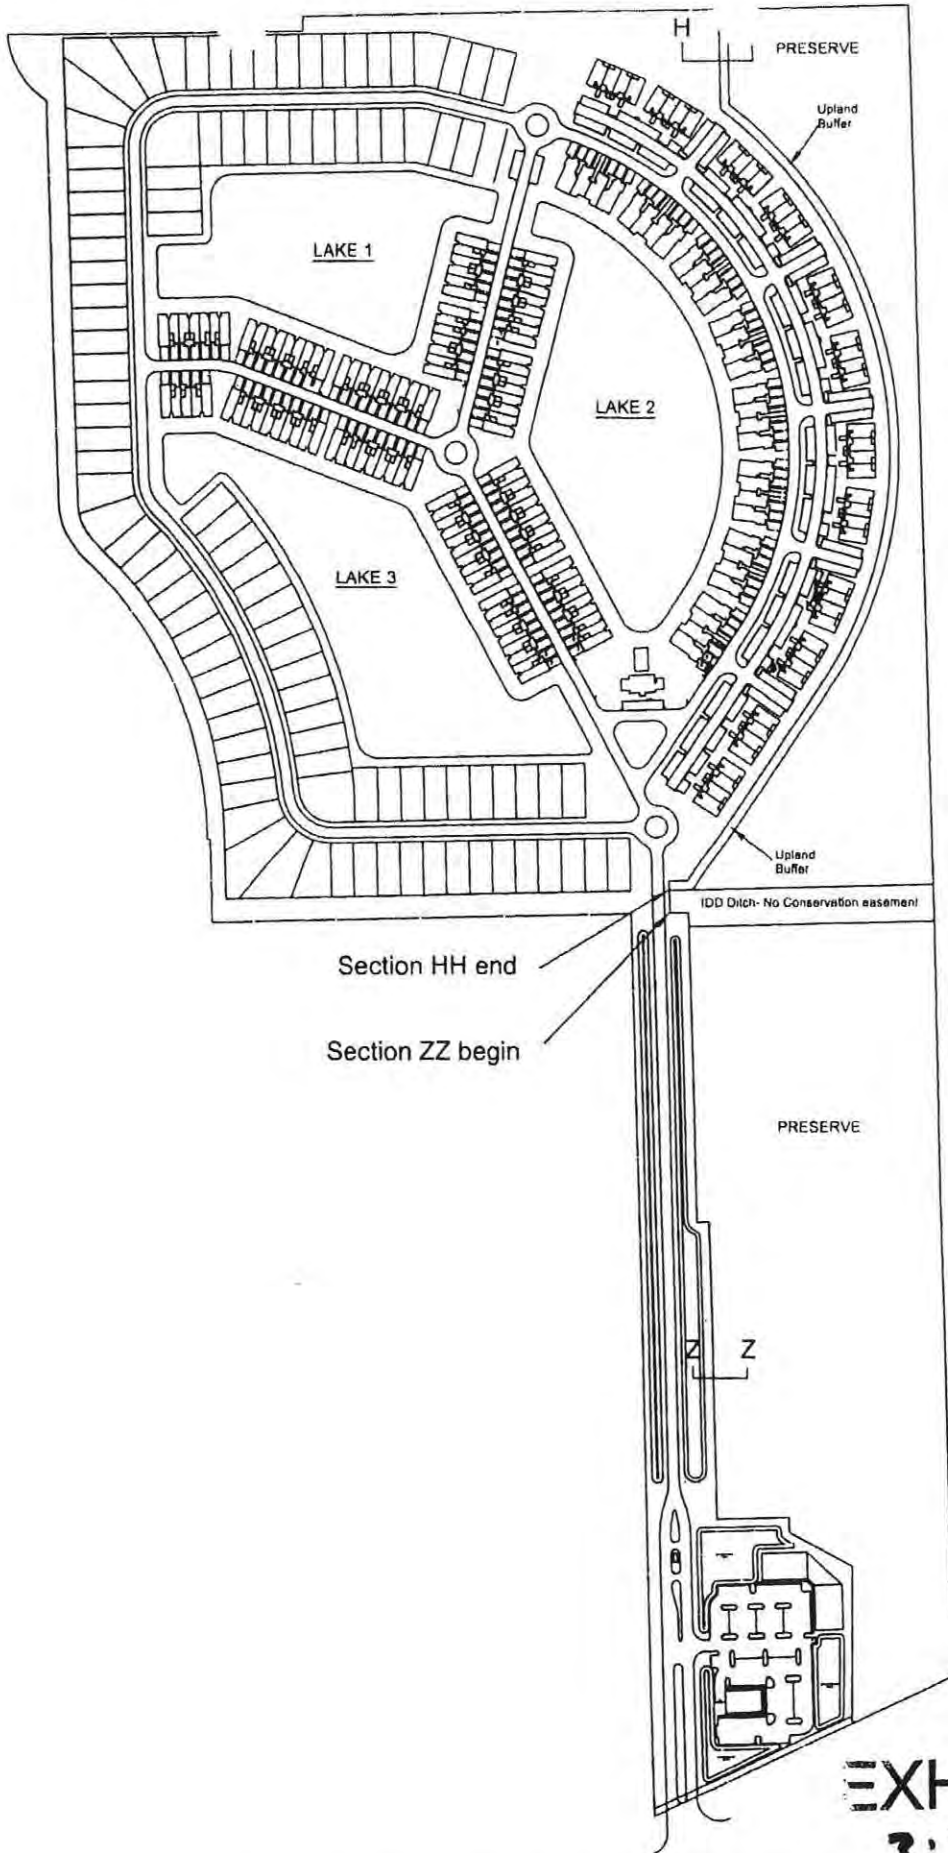 H
PRESERVE
Upland
Buffer
LAKE 1
LAKE 2
LAKE 3
Upland
Buffer
IDD Ditch- No Conservation easement
Section HH end
Section ZZ begin
PRESERVE
Z Z
EXH